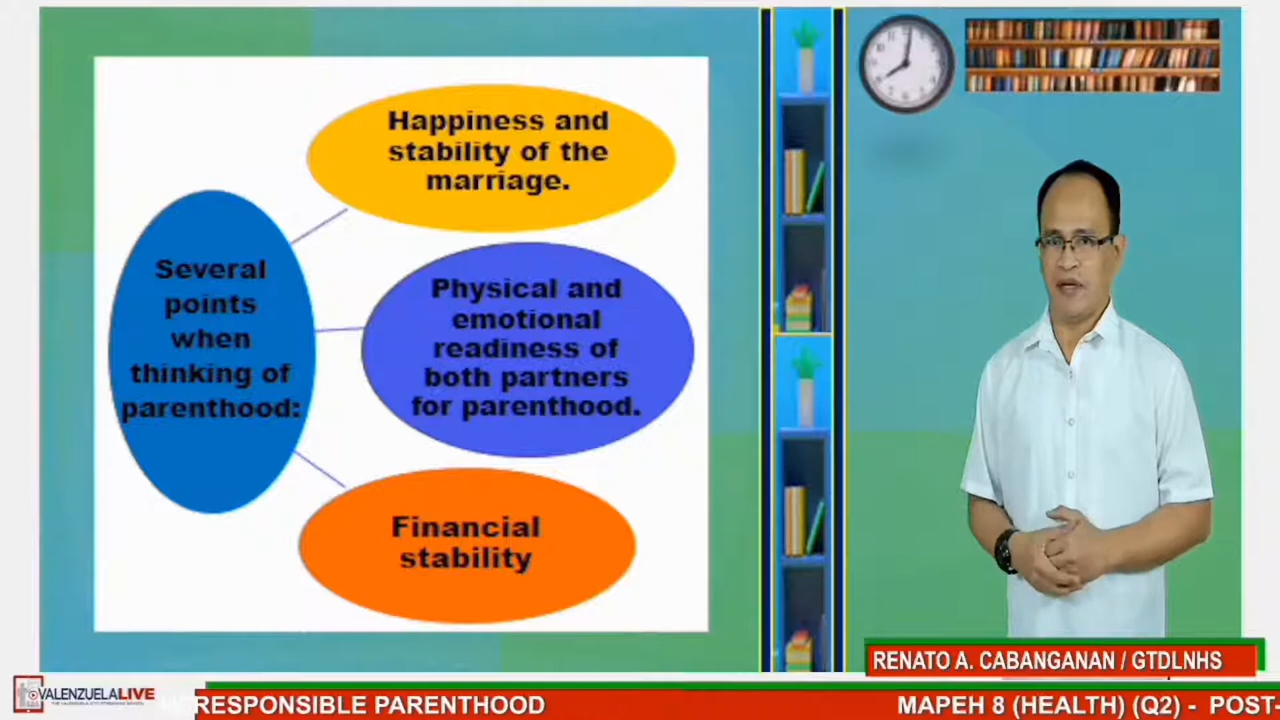 Happiness and
stability of the
marriage.
Several
points
when
thinking of
parenthood:
Physical and
emotional
readiness of
both partners
for parenthood.
Financial
stability
RENATO A. CABANGANAN / GTDLNHS
VALENZUELALIVE
RESPONSIBLE PARENTHOOD
MAPEH 8 (HEALTH) (Q2) - POST-